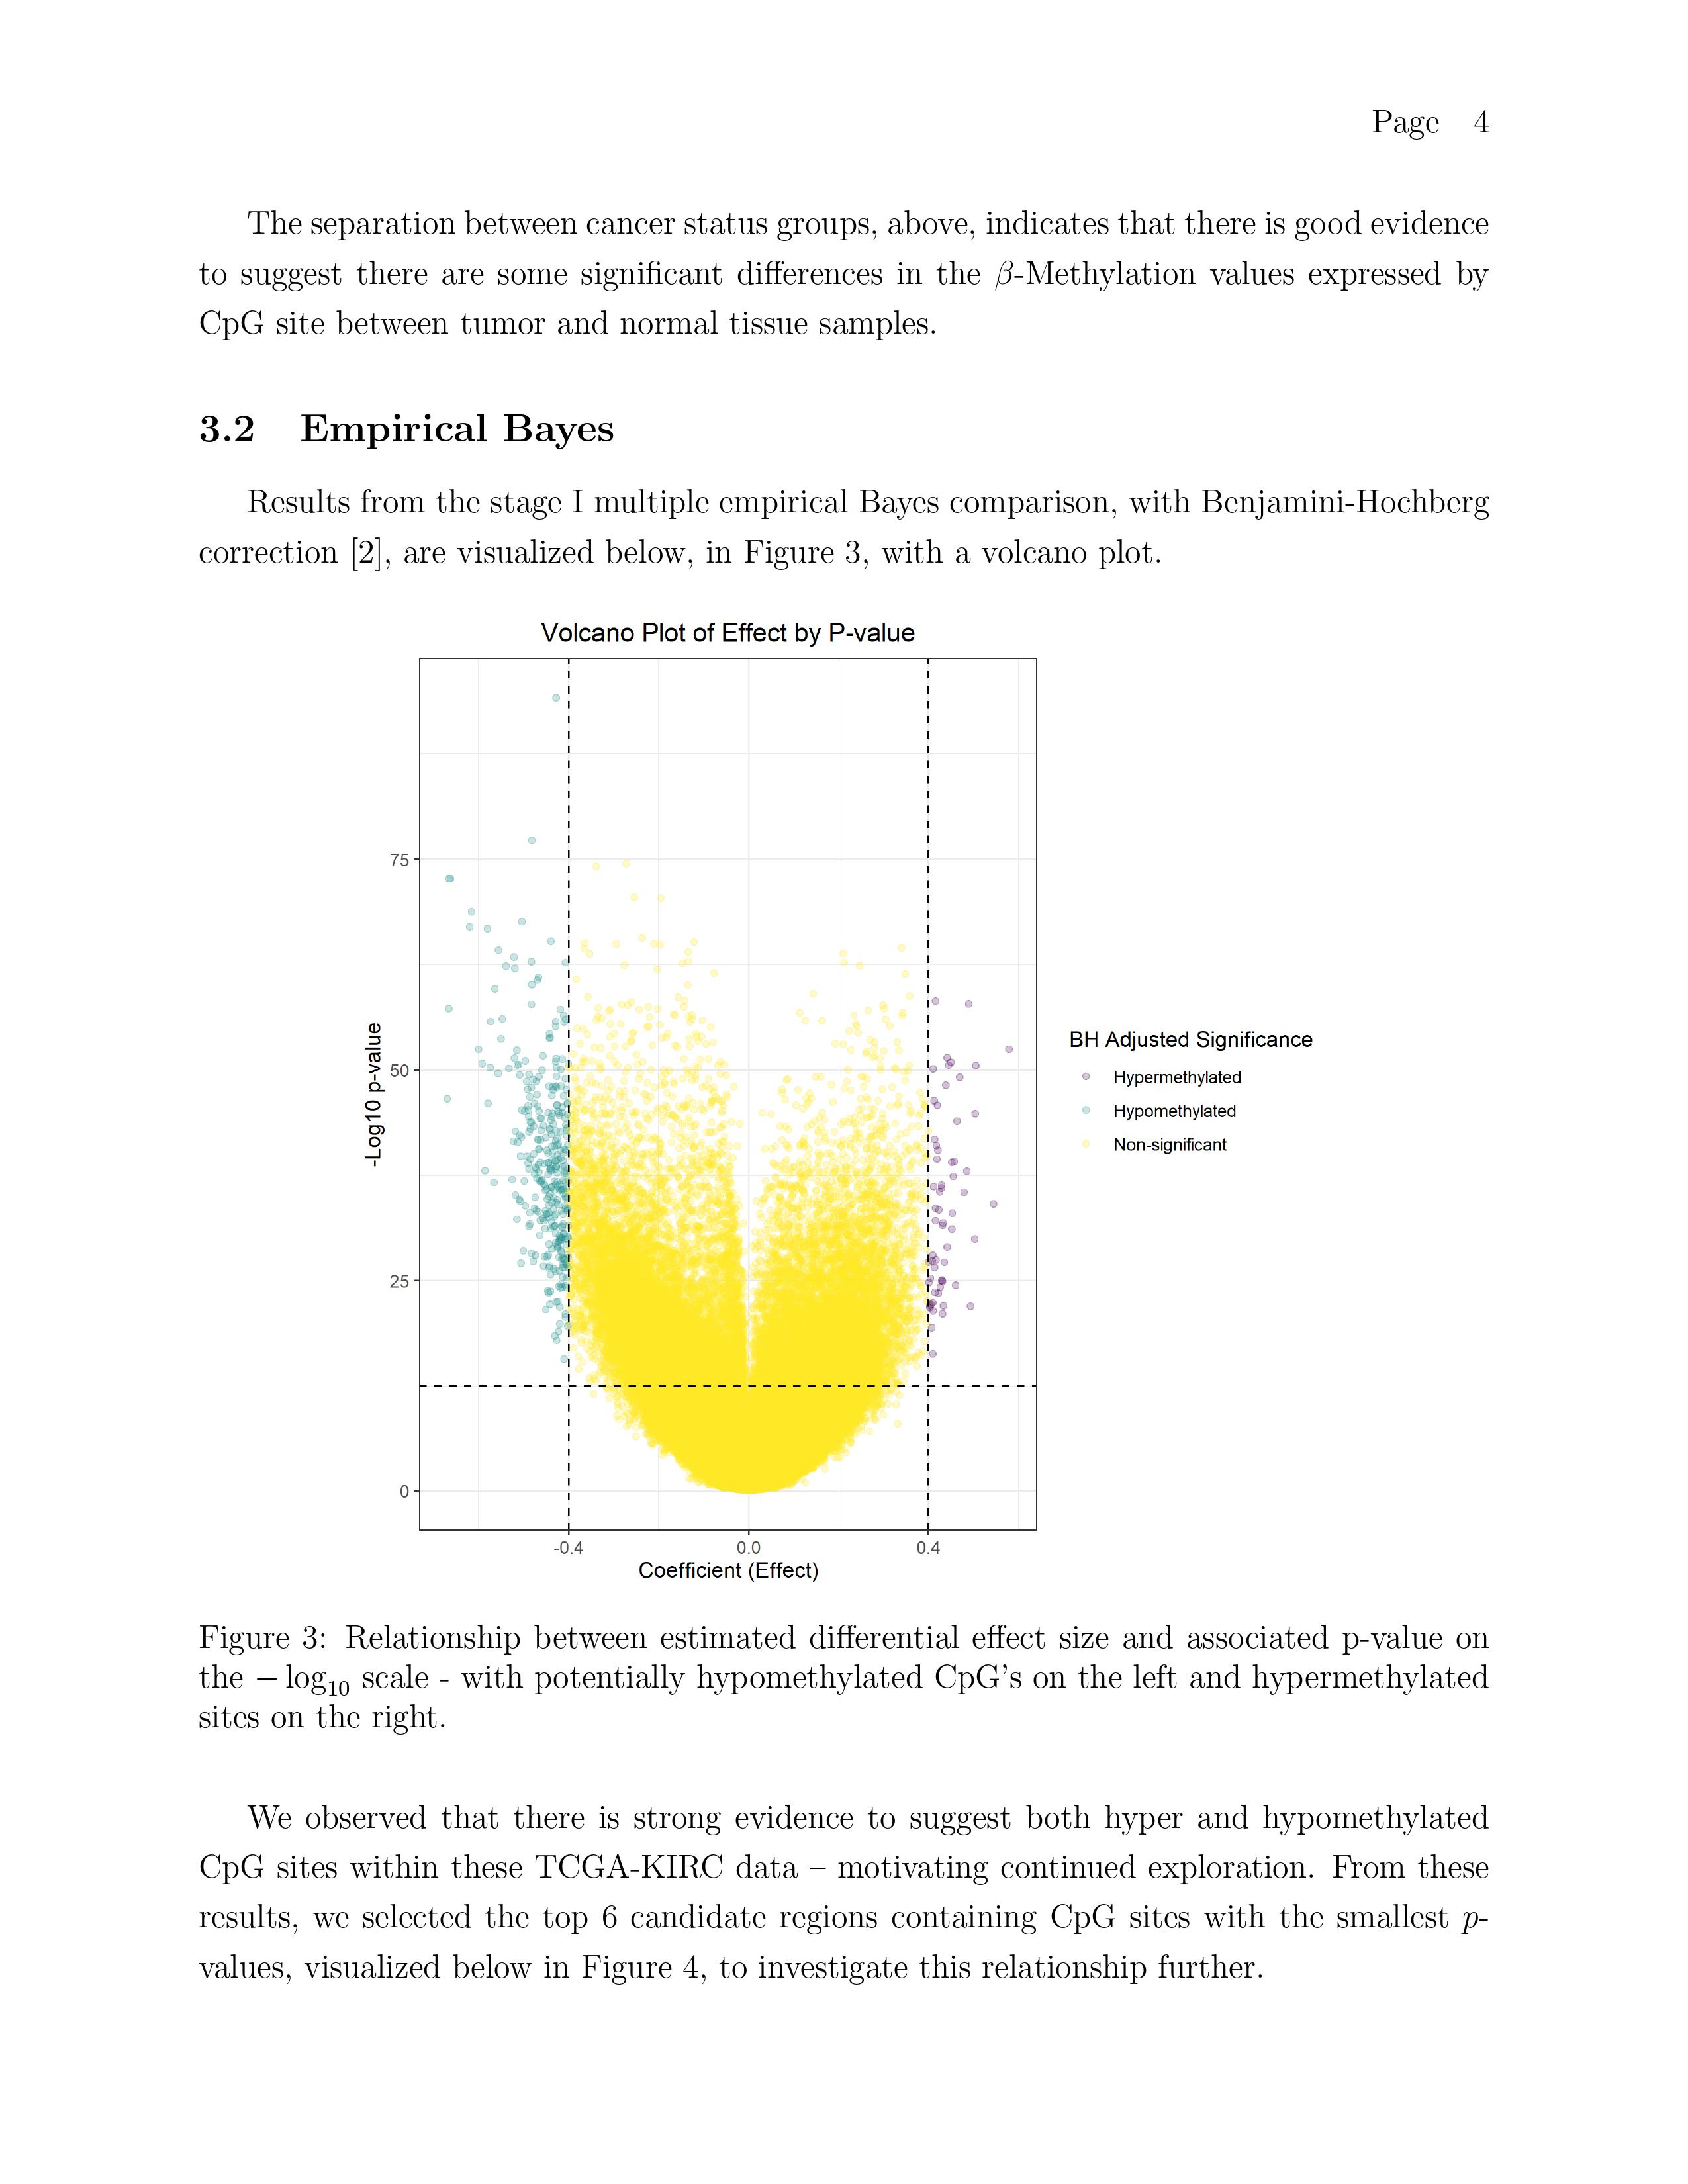 Page 4
The separation between cancer status groups, above, indicates that there is good evidence
to suggest there are some significant differences in the β-Methylation values expressed by
CpG site between tumor and normal tissue samples.
3.2 Empirical Bayes
Results from the stage I multiple empirical Bayes comparison, with Benjamini-Hochberg
correction [2], are visualized below, in Figure 3, with a volcano plot.
Volcano Plot of Effect by P-value
75
50
25
0
-Log10 p-value
-0.4 0.0 0.4
Coefficient (Effect)
BH Adjusted Significance
Hypermethylated
Hypomethylated
Non-significant
Figure 3: Relationship between estimated differential effect size and associated p-value on
the − log₁₀ scale - with potentially hypomethylated CpG's on the left and hypermethylated
sites on the right.
We observed that there is strong evidence to suggest both hyper and hypomethylated
CpG sites within these TCGA-KIRC data – motivating continued exploration. From these
results, we selected the top 6 candidate regions containing CpG sites with the smallest p-
values, visualized below in Figure 4, to investigate this relationship further.